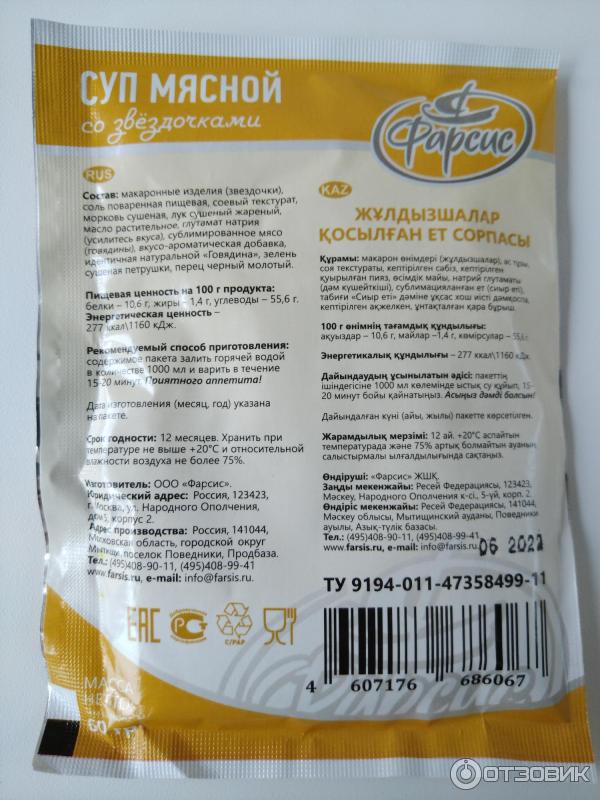 СУП МЯСНОЙ
со звёздочками
Фарсис
RUS
Состав: макаронные изделия (звездочки),
соль поваренная пищевая, соевый текстурат,
морковь сушеная, лук сушеный жареный,
масло растительное, глутамат натрия
(усилитесь вкуса), сублимированное мясо
(говядины), вкусо-ароматическая добавка,
идентичная натуральной «Говядина», зелень
сушеная петрушки, перец черный молотый.
Пищевая ценность на 100 г продукта:
белки – 10,6 г, жиры – 1,4 г, углеводы – 55,6 г.
Энергетическая ценность –
277 ккал\1160 кДж.
Рекомендуемый способ приготовления:
содержимое пакета залить горячей водой
в количестве 1000 мл и варить в течение
15-20 минут. Приятного аппетита!
Дата изготовления (месяц, год) указана
на пакете.
Срок годности: 12 месяцев. Хранить при
температуре не выше +20°С и относительной
влажности воздуха не более 75%.
Изготовитель: ООО «Фарсис».
Юридический адрес: Россия, 123423,
г. Москва, ул. Народного Ополчения,
дом 5, корпус 2.
Адрес производства: Россия, 141044,
Московская область, городской округ
Мытищи, поселок Поведники, Продбаза.
Тел.: (495)408-90-11, (495)408-99-41
www.farsis.ru, e-mail: info@farsis.ru
EAC
РСТ
C/PAP
МАССА
НЕТТО
60 гр
KAZ
ЖҰЛДЫЗШАЛАР
ҚОСЫЛҒАН ЕТ СОРПАСЫ
Құрамы: макарон өнімдері (жұлдызшалар), ас тұзы,
соя текстураты, кептірілген сәбіз, кептірілген
қуырылған пияз, өсімдік майы, натрий глутаматы
(дәм күшейткіші), сублимацияланған ет (сиыр еті),
табиғи «Сиыр еті» дәміне ұқсас хош иісті дәмқоспа,
кептірілген ақжелкен, ұнтақталған қара бұрыш.
100 г өнімнің тағамдық құндылығы:
ақуыздар – 10,6 г, майлар –1,4 г, көмірсулар – 55,6 г.
Энергетикалық құндылығы – 277 ккал\1160 кДж.
Дайындаудың ұсынылатын әдісі: пакеттің
ішіндегісіне 1000 мл көлемінде ыстық су құйып, 15-
20 минут бойы қайнатыңыз. Асыңыз дәмді болсын!
Дайындалған күні (айы, жылы) пакетте көрсетілген.
Жарамдылық мерзімі: 12 ай. +20°С аспайтын
температурада және 75% артық болмайтын ауаның
салыстырмалы ылғалдылығында сақтаңыз.
Өндіруші: «Фарсис» ЖШҚ.
Заңды мекенжайы: Ресей Федерациясы, 123423,
Мәскеу, Народного Ополчения к-сі., 5-үй, корп. 2.
Өндіріс мекенжайы: Ресей Федерациясы, 141044,
Мәскеу облысы, Мытищинский ауданы, Поведники
ауылы, Азық-түлік базасы.
Тел.: (495)408-90-11, (495)408-99-41
www.farsis.ru, e-mail: info@farsis.ru
06 2022
ТУ 9194-011-47358499-11
4 607176 686067
Фарсис
ОТЗОВИК